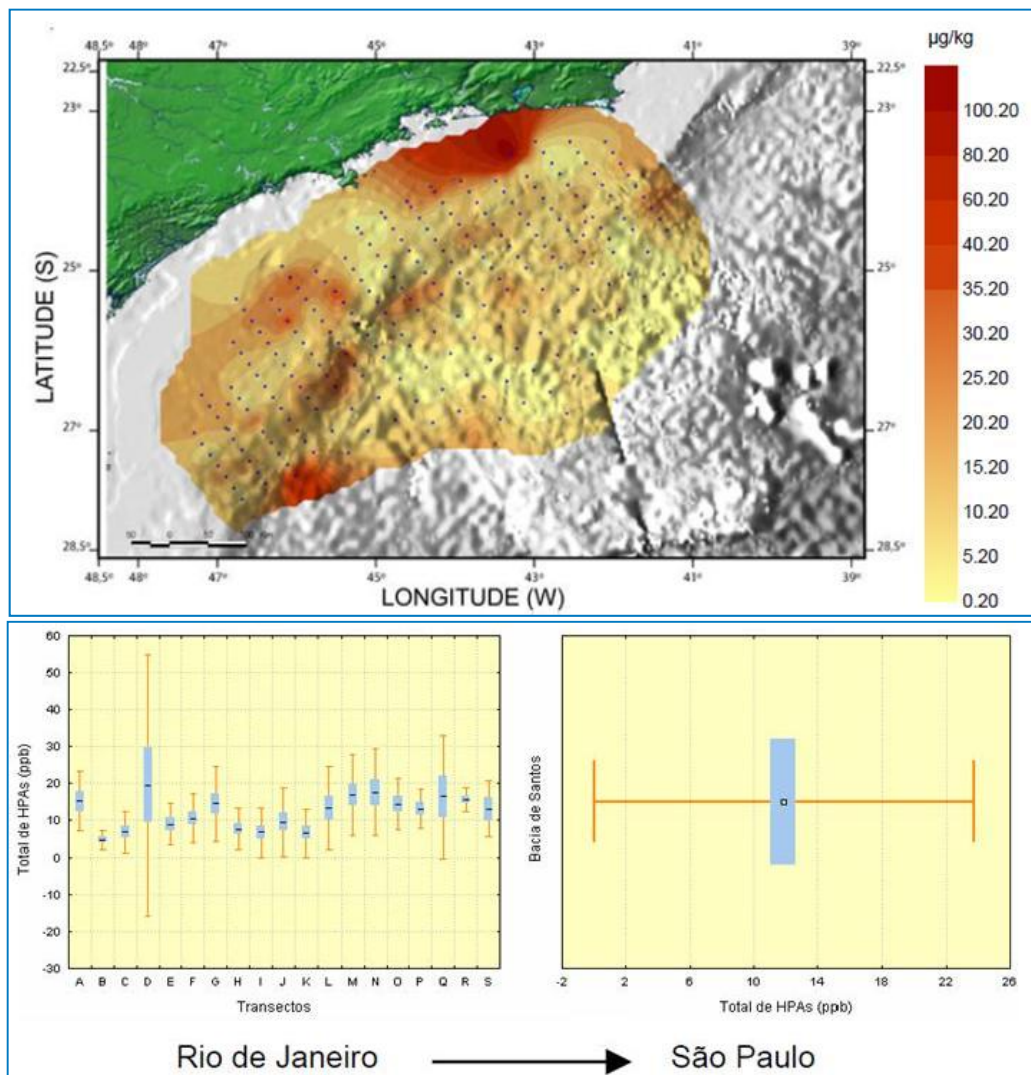 µg/kg
48,5° 47° 45° 43° 41° 39°
22.5° 22.5°
23° 23°
25° 25°
27° 27°
28.5° 28.5°
48,5° 48° 47° 45° 43° 41° 39°
LATITUDE (S)
LONGITUDE (W)
100.20
80.20
60.20
40.20
35.20
30.20
25.20
20.20
15.20
10.20
5.20
0.20
Total de HPAs (ppb)
60
50
40
30
20
10
0
-10
-20
-30
A B C D E F G H I J K L M N O P Q R S
Transectos
Bacia de Santos
-2 2 6 10 14 18 22 26
Total de HPAs (ppb)
Rio de Janeiro São Paulo